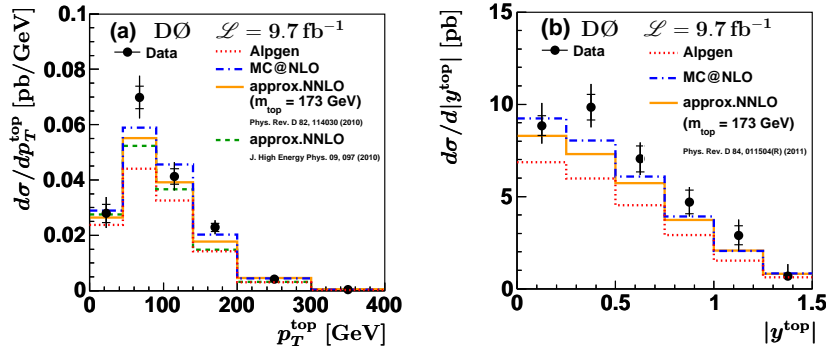 (a) DØ ℒ = 9.7 fb⁻¹
Data
Alpgen
MC@NLO
approx.NNLO
(m_top = 173 GeV)
Phys. Rev. D 82, 114030 (2010)
approx.NNLO
J. High Energy Phys. 09, 097 (2010)
dσ/dp_T^top [pb/GeV]
0.1
0.08
0.06
0.04
0.02
0
0 100 200 300 400
p_T^top [GeV]
(b) DØ ℒ = 9.7 fb⁻¹
Data
Alpgen
MC@NLO
approx.NNLO
(m_top = 173 GeV)
Phys. Rev. D 84, 011504(R) (2011)
dσ/d|y^top| [pb]
15
10
5
0
0 0.5 1 1.5
|y^top|